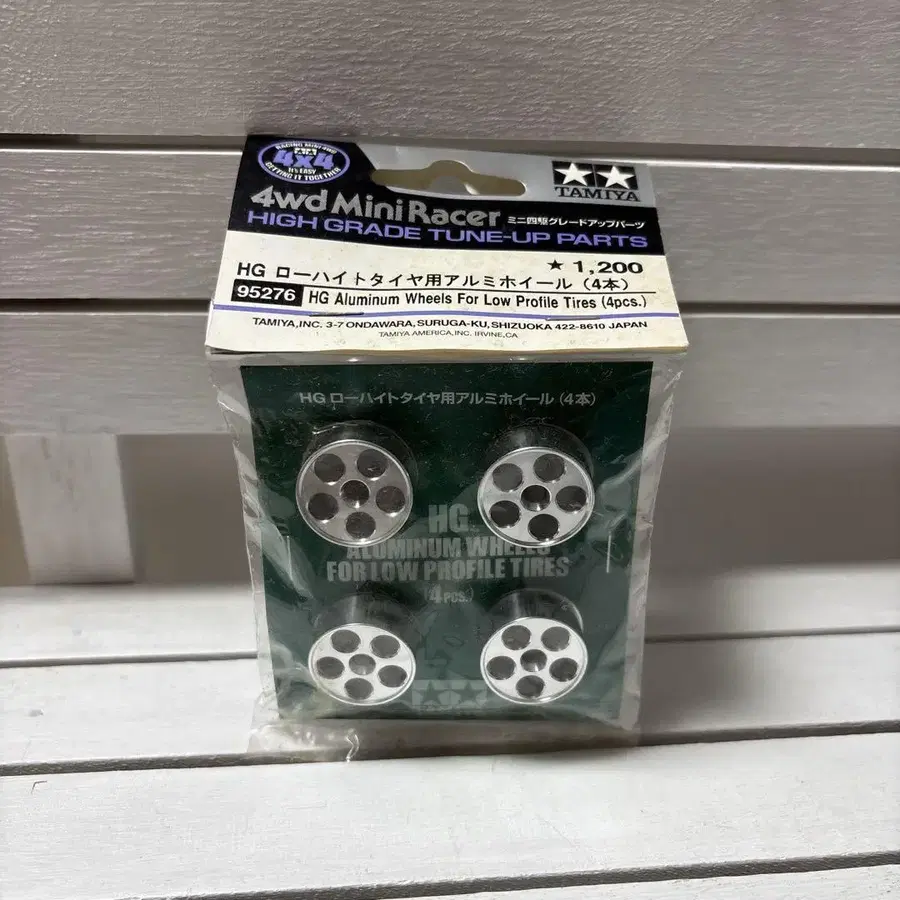 RACING MINI 4WD
4x4
IT'S EASY
GETTING IT TOGETHER
TAMIYA
4wd Mini Racer ミニ四駆グレードアップパーツ
HIGH GRADE TUNE-UP PARTS
★ 1,200
HG ローハイトタイヤ用アルミホイール (4本)
95276 HG Aluminum Wheels For Low Profile Tires (4pcs.)
TAMIYA,INC. 3-7 ONDAWARA,SURUGA-KU,SHIZUOKA 422-8610 JAPAN
TAMIYA AMERICA,INC. IRVINE,CA.
HG ローハイトタイヤ用アルミホイール (4本)
HG
ALUMINUM WHEELS
FOR LOW PROFILE TIRES
(4PCS.)